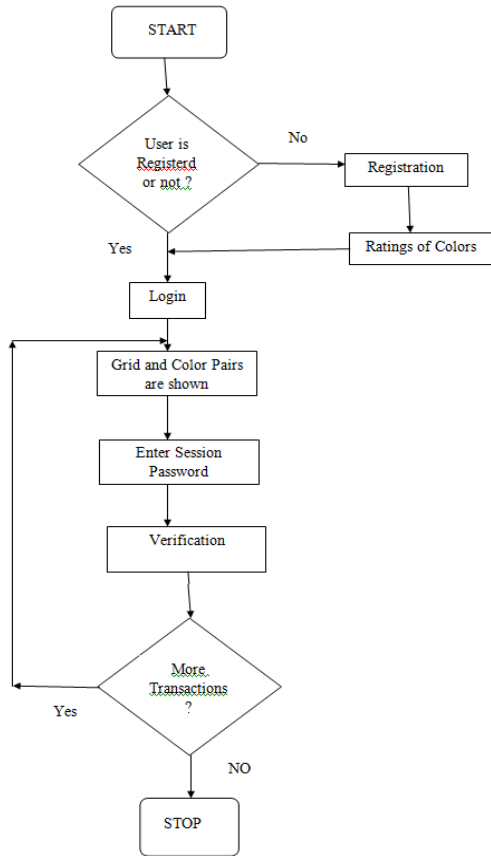 START
User is
Registerd
or not ?
No
Registration
Ratings of Colors
Yes
Login
Grid and Color Pairs
are shown
Enter Session
Password
Verification
More
Transactions
?
Yes
NO
STOP